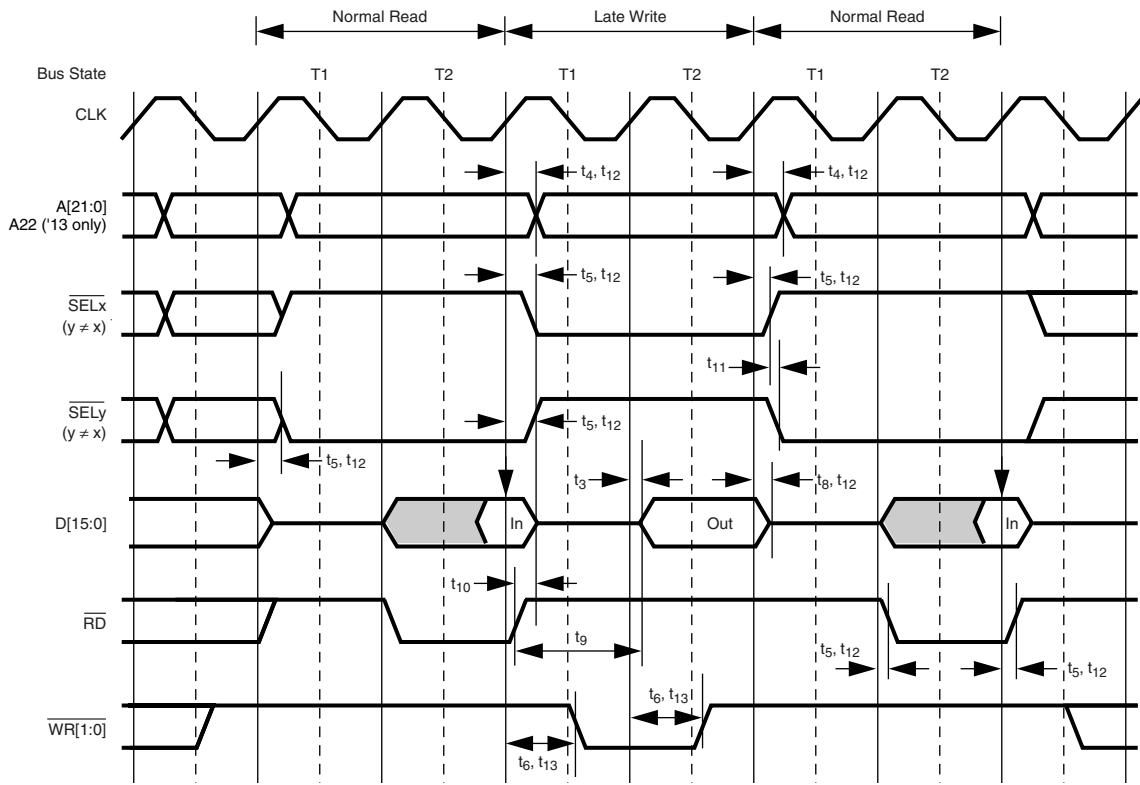 Normal Read Late Write Normal Read
Bus State T1 T2 T1 T2 T1 T2
CLK
t4, t12 t4, t12
A[21:0]
A22 ('13 only)
t5, t12 t5, t12
SELx
(y ≠ x)
t11
SELy
(y ≠ x)
t5, t12
t5, t12
t3 t8, t12
D[15:0] In Out In
t10
RD
t9
t5, t12 t5, t12
t6, t13
WR[1:0]
t6, t13